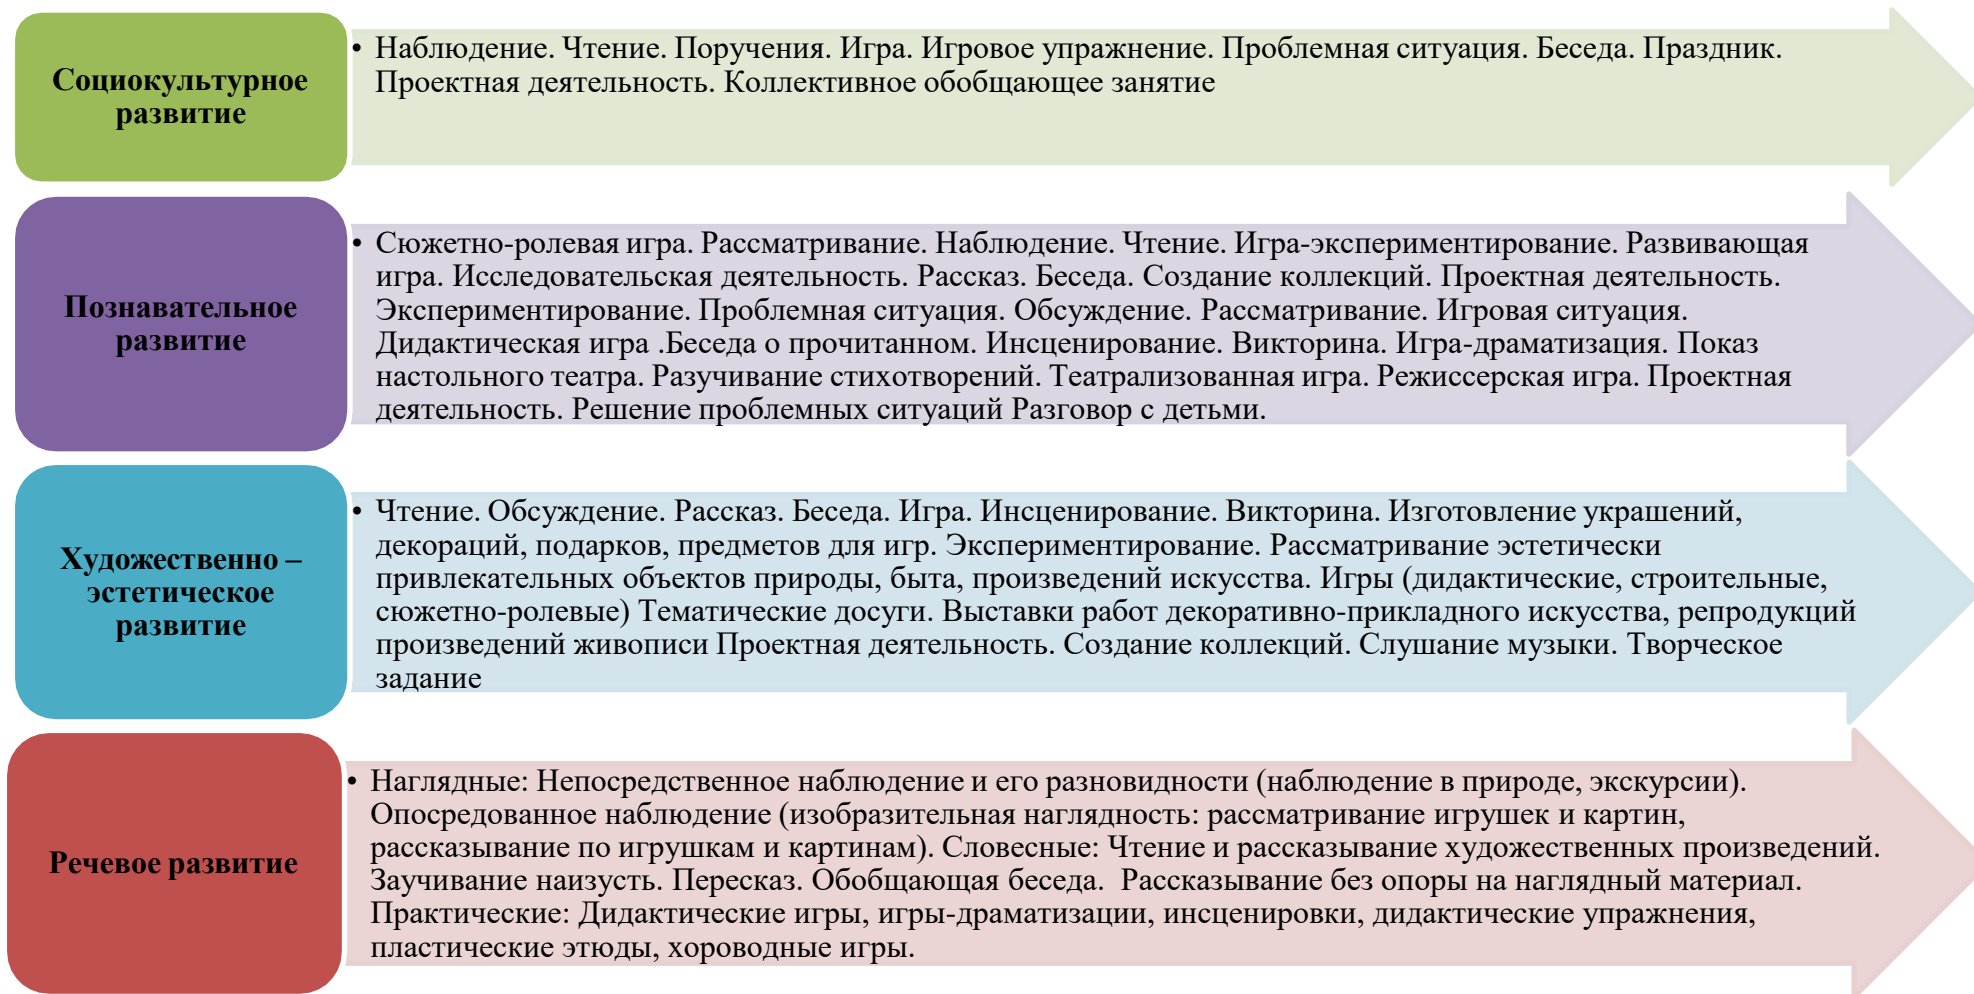 Социокультурное
развитие
• Наблюдение. Чтение. Поручения. Игра. Игровое упражнение. Проблемная ситуация. Беседа. Праздник.
Проектная деятельность. Коллективное обобщающее занятие
Познавательное
развитие
• Сюжетно-ролевая игра. Рассматривание. Наблюдение. Чтение. Игра-экспериментирование. Развивающая
игра. Исследовательская деятельность. Рассказ. Беседа. Создание коллекций. Проектная деятельность.
Экспериментирование. Проблемная ситуация. Обсуждение. Рассматривание. Игровая ситуация.
Дидактическая игра .Беседа о прочитанном. Инсценирование. Викторина. Игра-драматизация. Показ
настольного театра. Разучивание стихотворений. Театрализованная игра. Режиссерская игра. Проектная
деятельность. Решение проблемных ситуаций Разговор с детьми.
Художественно –
эстетическое
развитие
• Чтение. Обсуждение. Рассказ. Беседа. Игра. Инсценирование. Викторина. Изготовление украшений,
декораций, подарков, предметов для игр. Экспериментирование. Рассматривание эстетически
привлекательных объектов природы, быта, произведений искусства. Игры (дидактические, строительные,
сюжетно-ролевые) Тематические досуги. Выставки работ декоративно-прикладного искусства, репродукций
произведений живописи Проектная деятельность. Создание коллекций. Слушание музыки. Творческое
задание
Речевое развитие
• Наглядные: Непосредственное наблюдение и его разновидности (наблюдение в природе, экскурсии).
Опосредованное наблюдение (изобразительная наглядность: рассматривание игрушек и картин,
рассказывание по игрушкам и картинам). Словесные: Чтение и рассказывание художественных произведений.
Заучивание наизусть. Пересказ. Обобщающая беседа.  Рассказывание без опоры на наглядный материал.
Практические: Дидактические игры, игры-драматизации, инсценировки, дидактические упражнения,
пластические этюды, хороводные игры.